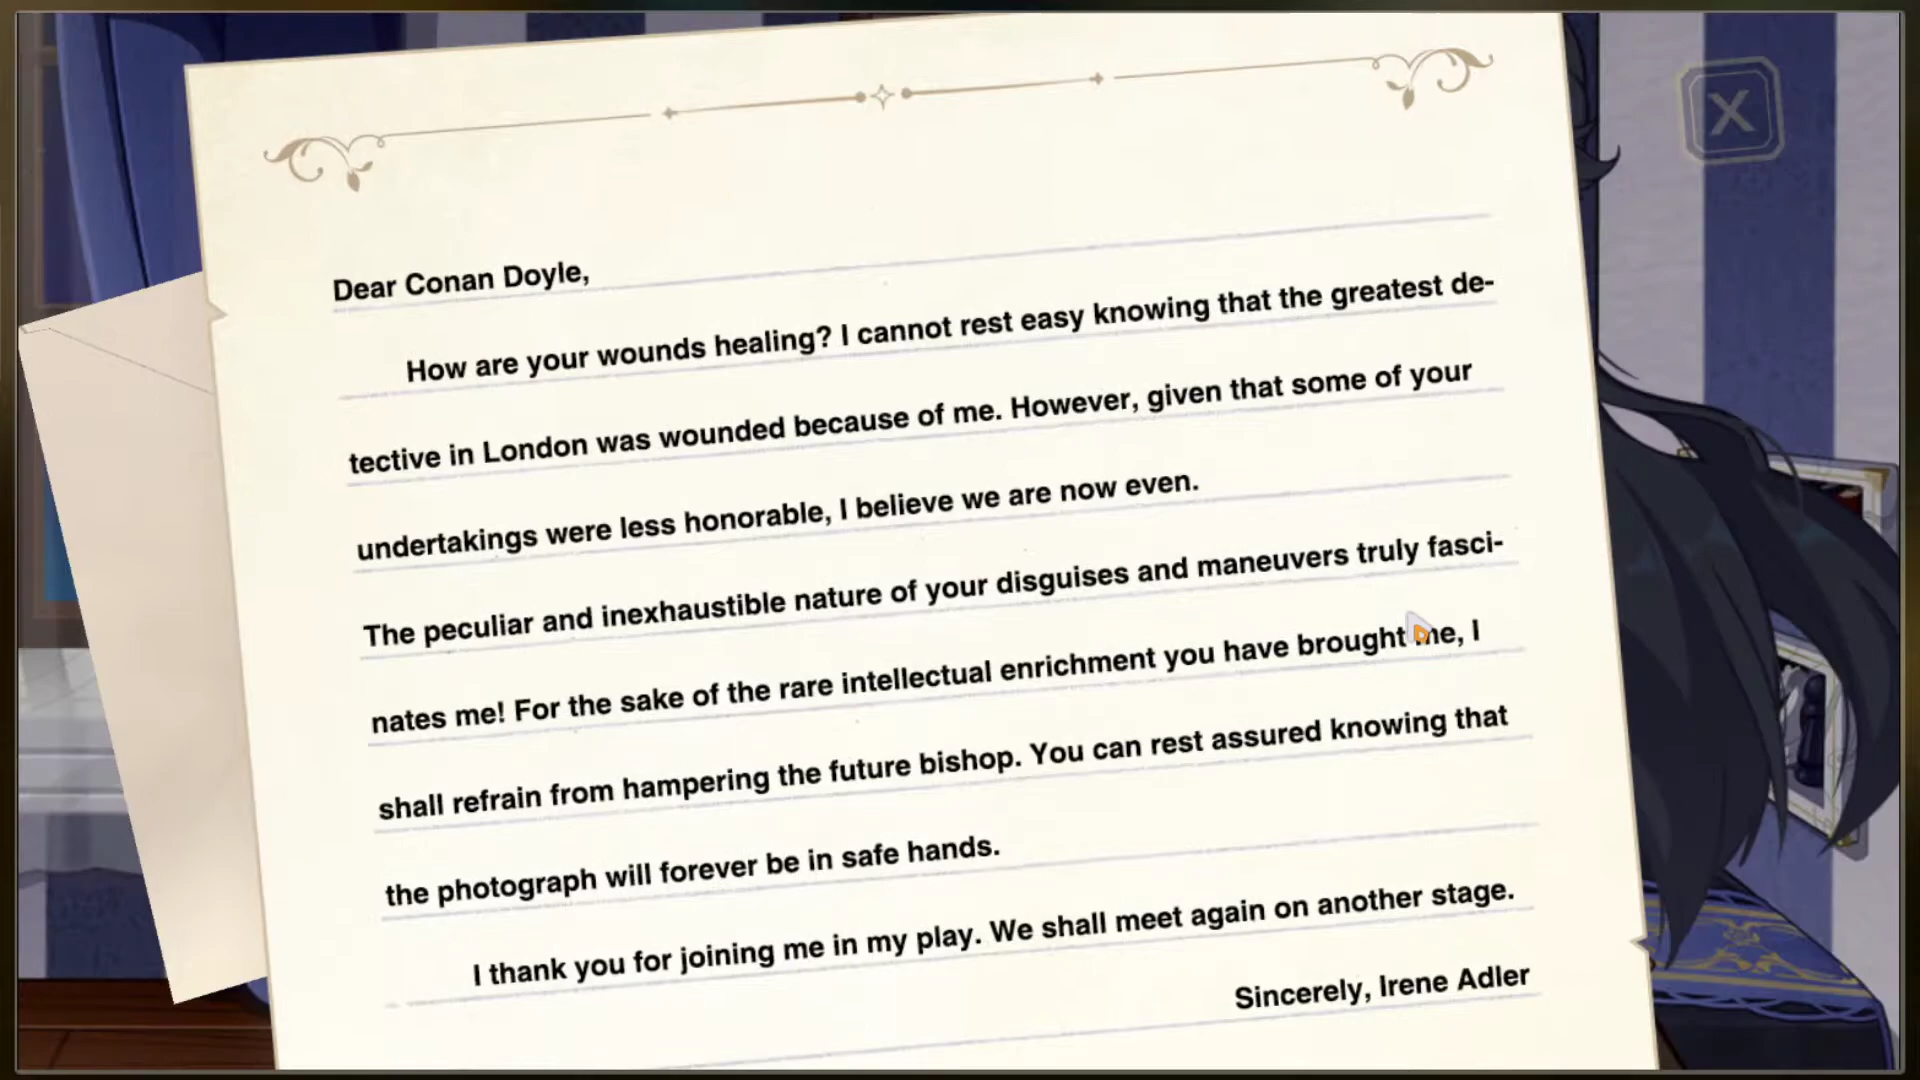 X
Dear Conan Doyle,
How are your wounds healing? I cannot rest easy knowing that the greatest de-
tective in London was wounded because of me. However, given that some of your
undertakings were less honorable, I believe we are now even.
The peculiar and inexhaustible nature of your disguises and maneuvers truly fasci-
nates me! For the sake of the rare intellectual enrichment you have brought me, I
shall refrain from hampering the future bishop. You can rest assured knowing that
the photograph will forever be in safe hands.
I thank you for joining me in my play. We shall meet again on another stage.
Sincerely, Irene Adler